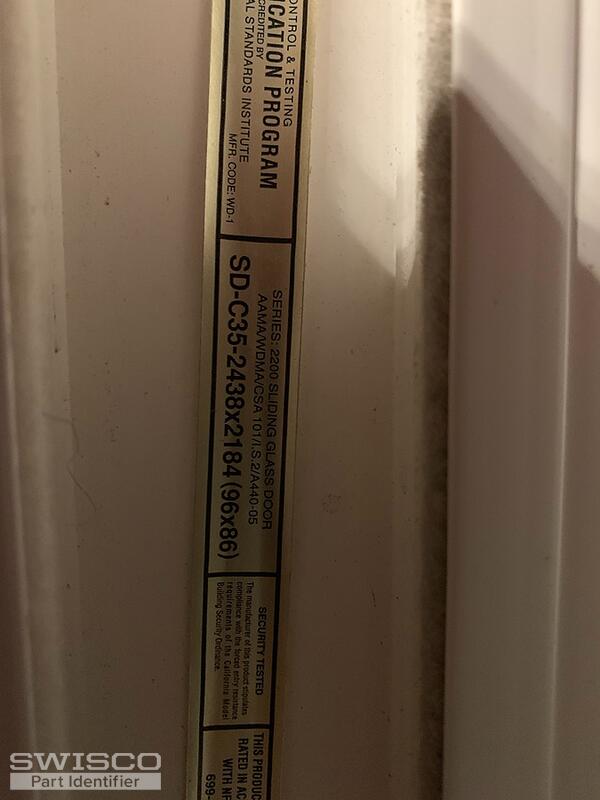 ONTROL & TESTING
ICATION PROGRAM
CREDITED BY
AL STANDARDS INSTITUTE
MFR. CODE: WD-1
SERIES: 2200 SLIDING GLASS DOOR
AAMA/WDMA/CSA 101/I.S.2/A440-05
SD-C35-2438x2184 (96x86)
SECURITY TESTED
The manufacturer of this product stipulates
compliance with the forced entry resistance
requirements of the California Model
Building Security Ordinance.
THIS PRODUC
RATED IN AC
WITH NF
699-
SWISCO
Part Identifier